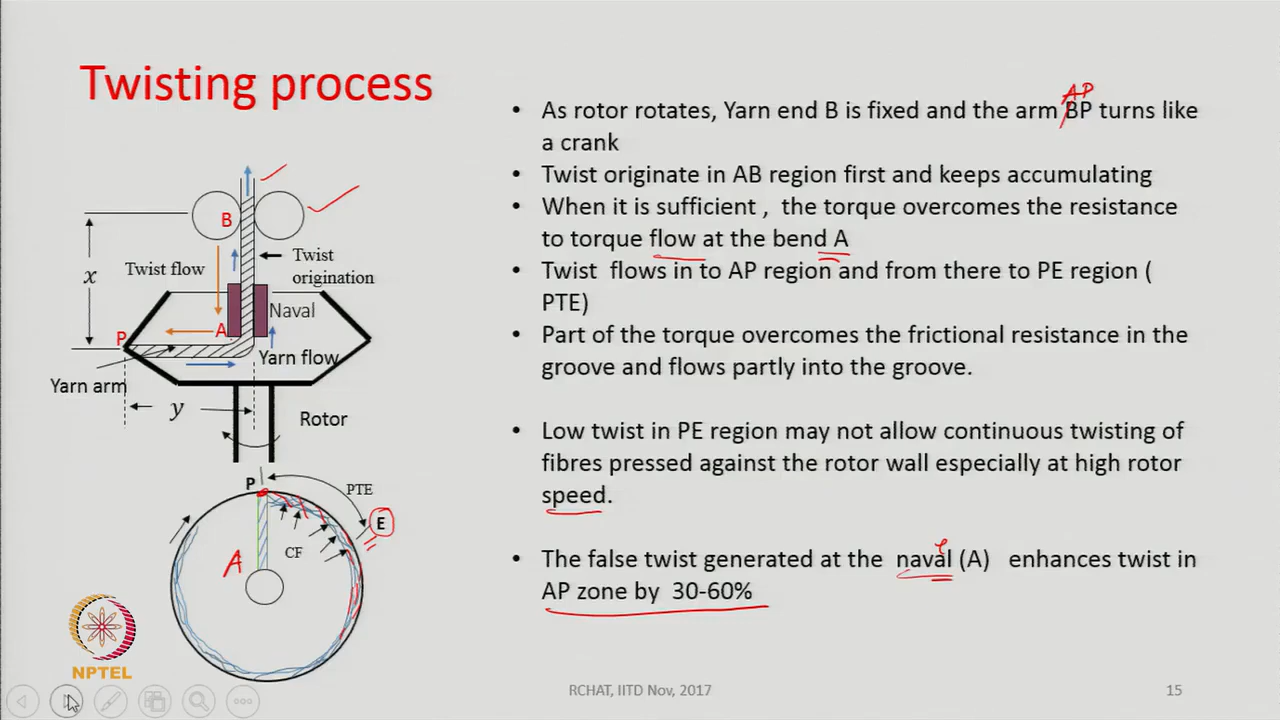 Twisting process
B
Twist flow
Twist
origination
x
Naval
P
A
Yarn flow
Yarn arm
y
Rotor
P
PTE
E
CF
A
NPTEL
AP
• As rotor rotates, Yarn end B is fixed and the arm BP turns like
a crank
• Twist originate in AB region first and keeps accumulating
• When it is sufficient , the torque overcomes the resistance
to torque flow at the bend A
• Twist flows in to AP region and from there to PE region (
PTE)
• Part of the torque overcomes the frictional resistance in the
groove and flows partly into the groove.
• Low twist in PE region may not allow continuous twisting of
fibres pressed against the rotor wall especially at high rotor
speed.
e
• The false twist generated at the naval (A) enhances twist in
AP zone by 30-60%
RCHAT, IITD Nov, 2017
15